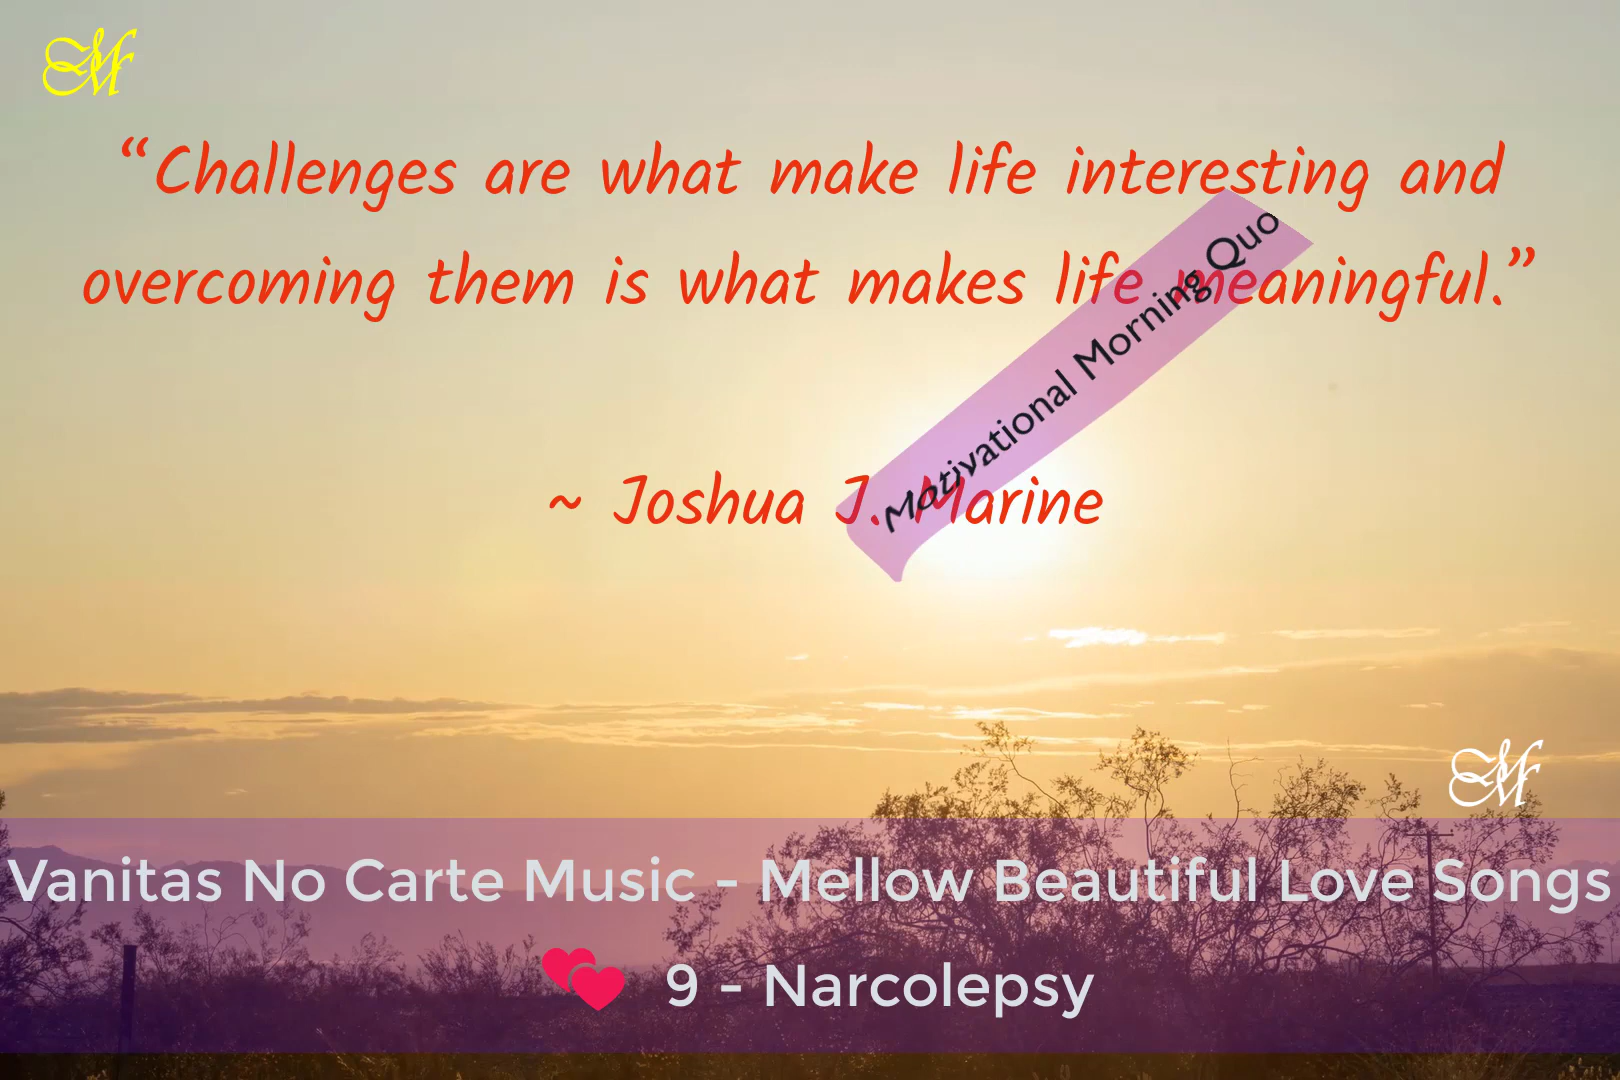 “Challenges are what make life interesting and
overcoming them is what makes life meaningful.”
~ Joshua J. Marine
Motivational Morning Quo
Vanitas No Carte Music - Mellow Beautiful Love Songs
💕 9 - Narcolepsy